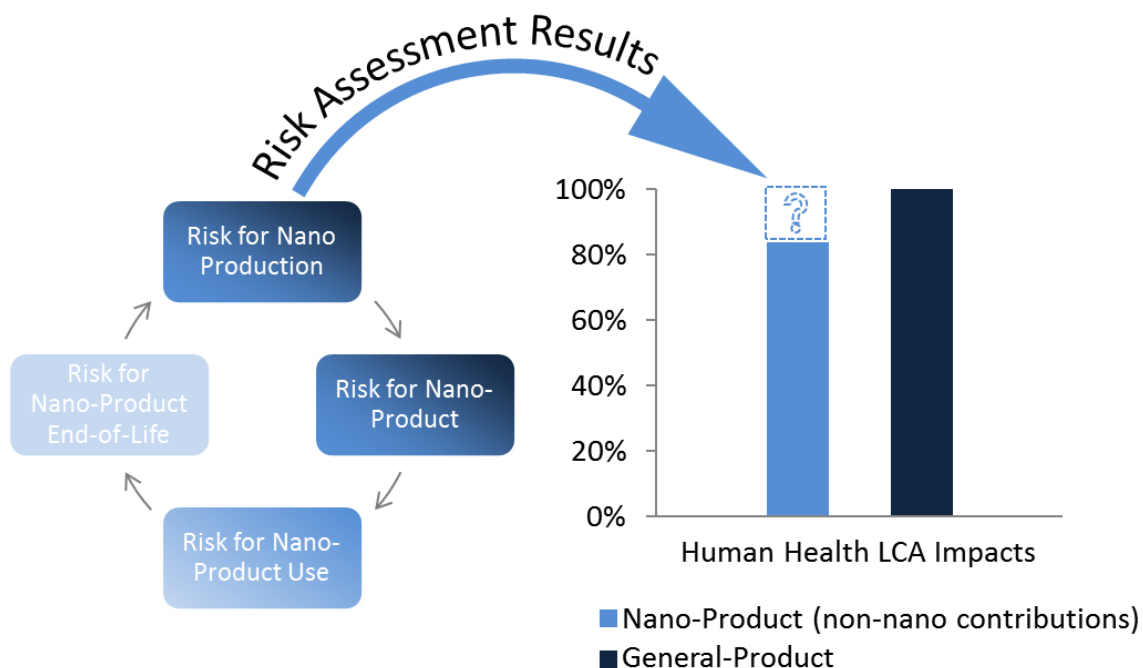 Risk Assessment Results
Risk for Nano
Production
Risk for Nano-
Product
Risk for Nano-
Product Use
Risk for
Nano-Product
End-of-Life
100%
80%
60%
40%
20%
0%
?
Human Health LCA Impacts
Nano-Product (non-nano contributions)
General-Product